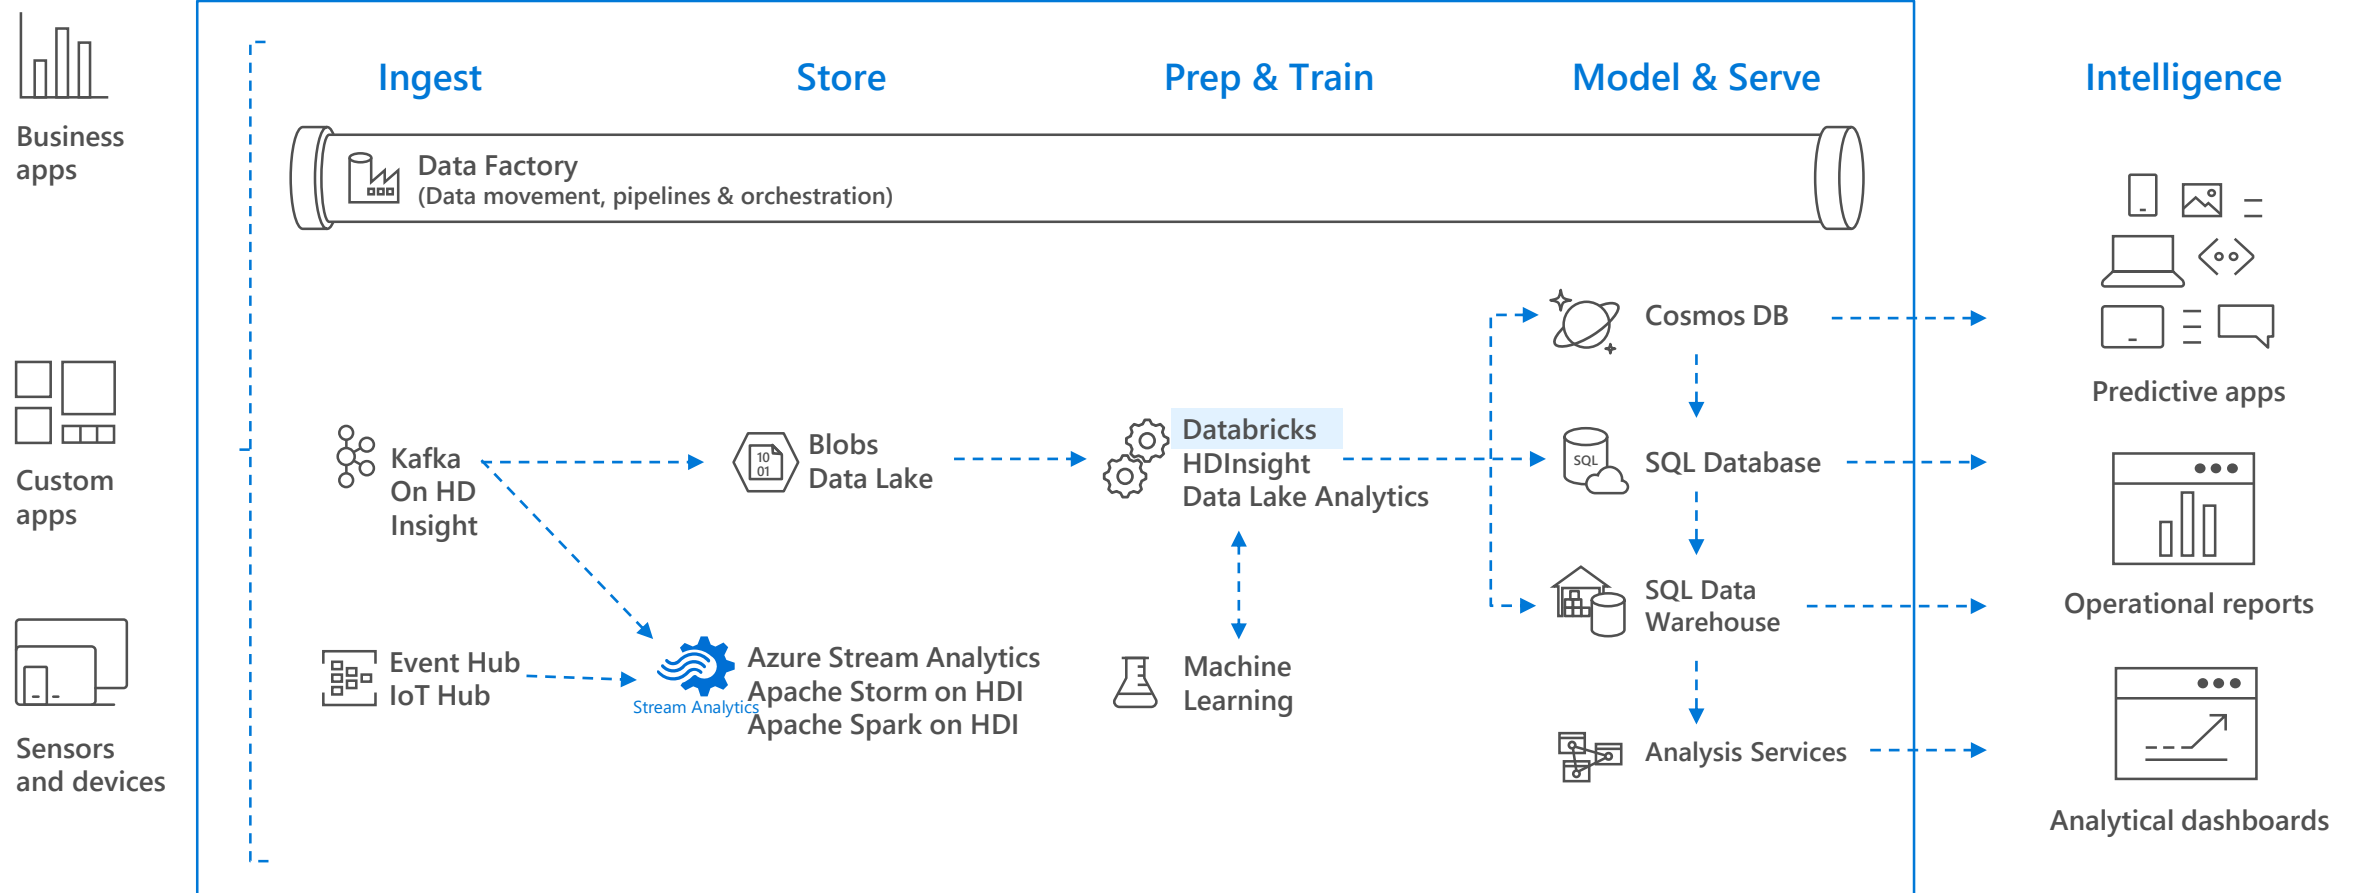 Ingest
Store
Prep & Train
Model & Serve
Intelligence
Business
apps
Custom
apps
Sensors
and devices
Data Factory
(Data movement, pipelines & orchestration)
Kafka
On HD
Insight
Event Hub
IoT Hub
10
01
Blobs
Data Lake
Stream Analytics
Azure Stream Analytics
Apache Storm on HDI
Apache Spark on HDI
Databricks
HDInsight
Data Lake Analytics
Machine
Learning
Cosmos DB
SQL
SQL Database
SQL Data
Warehouse
Analysis Services
Predictive apps
Operational reports
Analytical dashboards